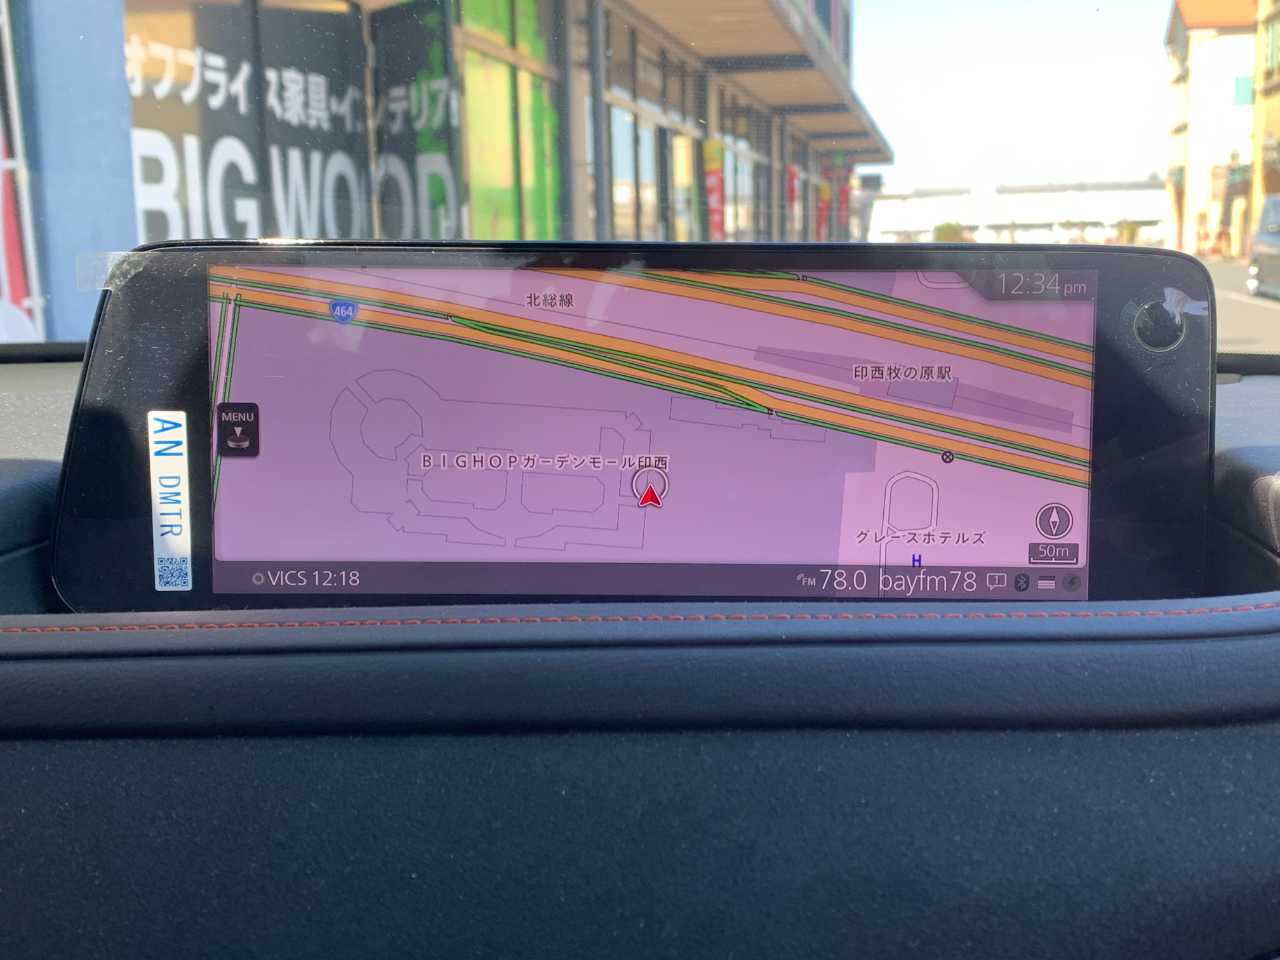 オフプライス家具・インテリア
BIG WOOD
12:34 pm
北総線
464
印西牧の原駅
MENU
BIGHOPガーデンモール印西
グレースホテルズ
H
50m
VICS 12:18
FM 78.0 bayfm78
AN DMTR